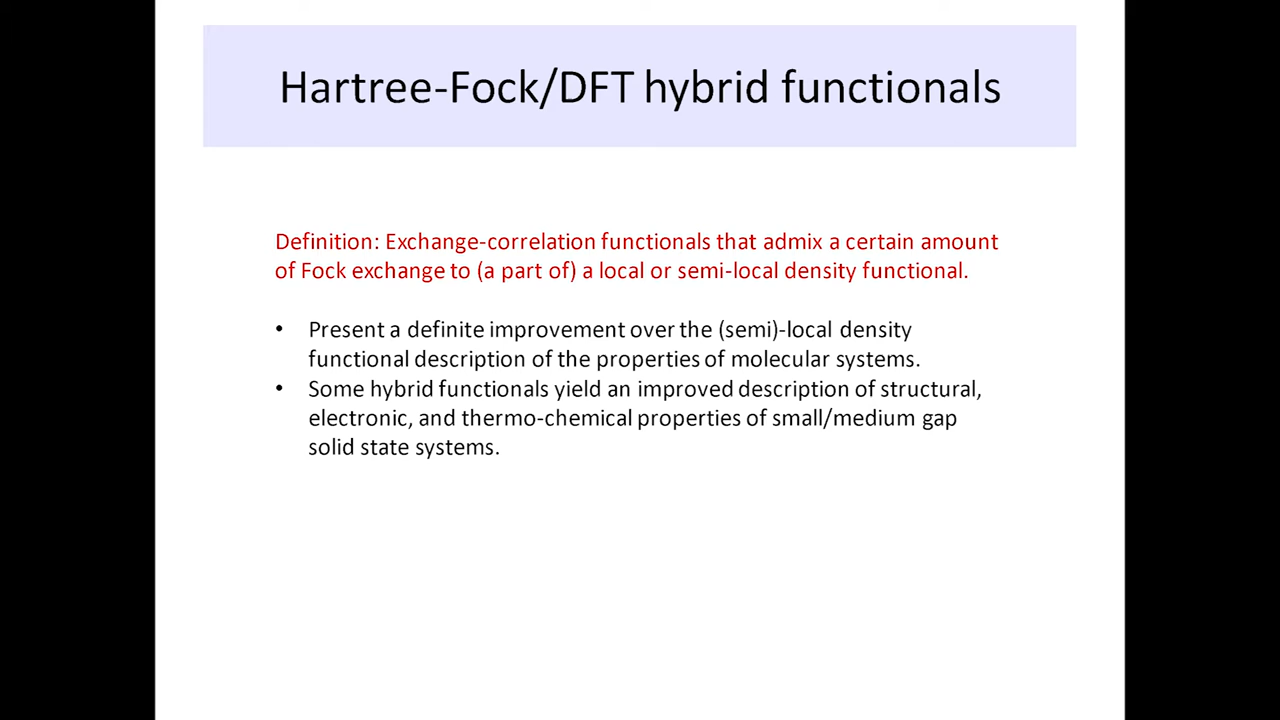 Hartree-Fock/DFT hybrid functionals
Definition: Exchange-correlation functionals that admix a certain amount
of Fock exchange to (a part of) a local or semi-local density functional.
• Present a definite improvement over the (semi)-local density
functional description of the properties of molecular systems.
• Some hybrid functionals yield an improved description of structural,
electronic, and thermo-chemical properties of small/medium gap
solid state systems.